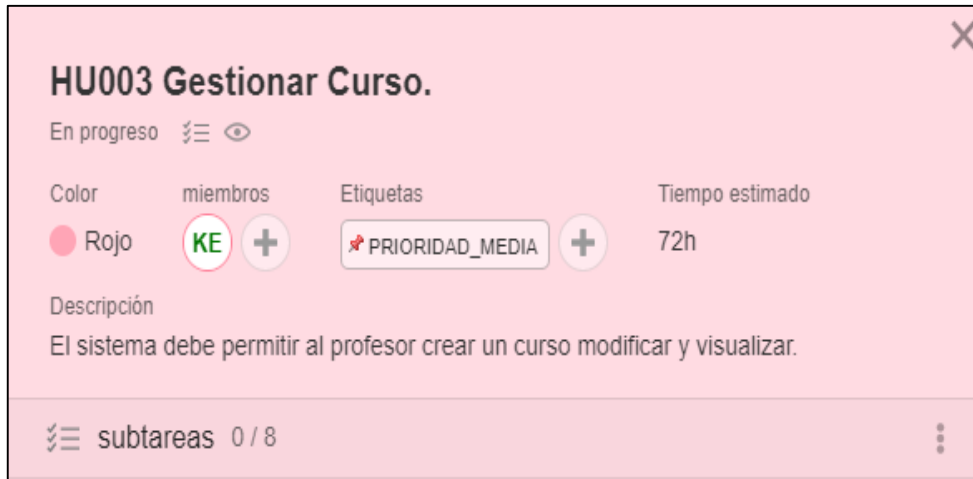 HU003 Gestionar Curso.
En progreso
Color miembros Etiquetas Tiempo estimado
Rojo KE PRIORIDAD_MEDIA 72h
Descripción
El sistema debe permitir al profesor crear un curso modificar y visualizar.
subtareas 0 / 8